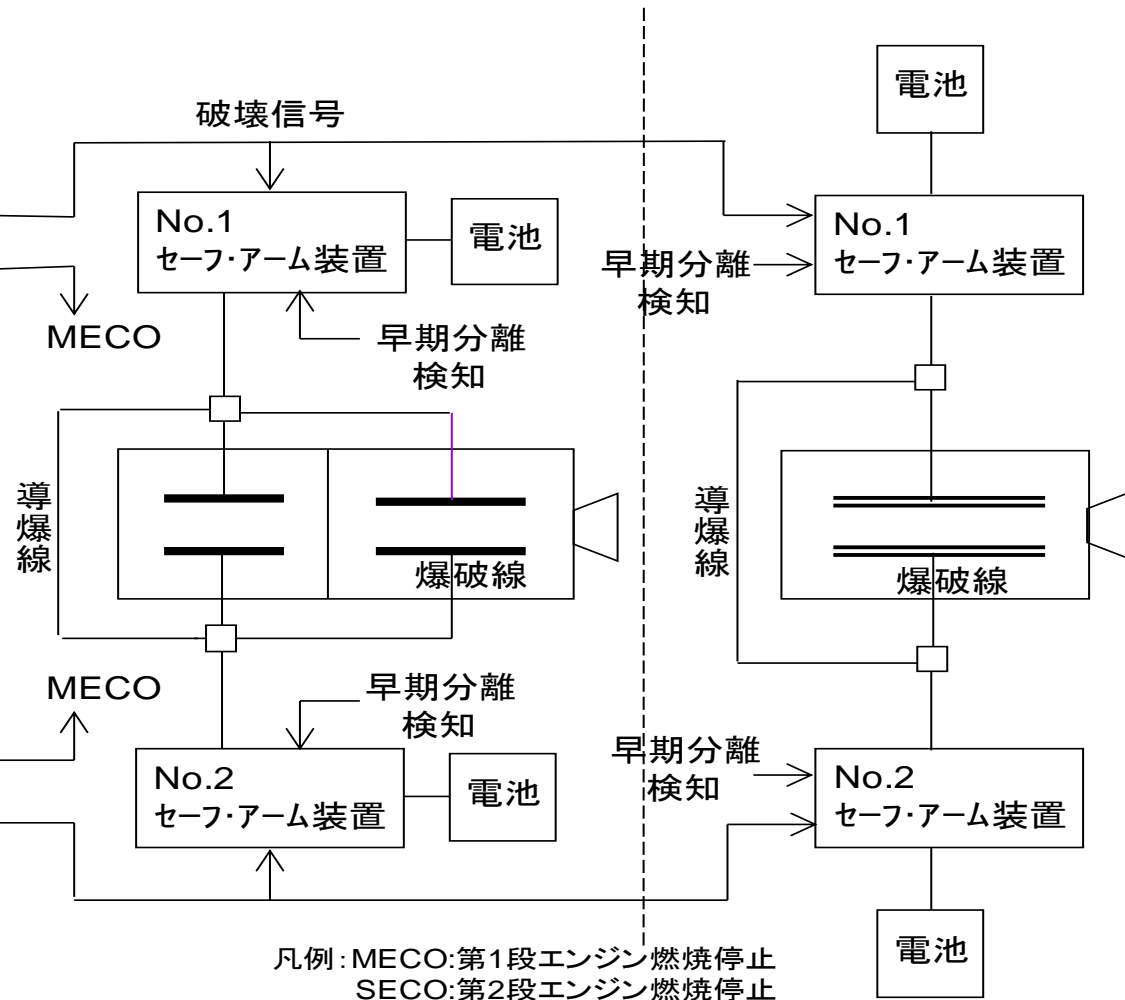 電池
破壊信号
No.1
セーフ・アーム装置
電池
早期分離
検知
No.1
セーフ・アーム装置
MECO
早期分離
検知
導爆線
爆破線
導爆線
爆破線
MECO
早期分離
検知
早期分離
検知
No.2
セーフ・アーム装置
電池
No.2
セーフ・アーム装置
電池
凡例:MECO:第1段エンジン燃焼停止
SECO:第2段エンジン燃焼停止